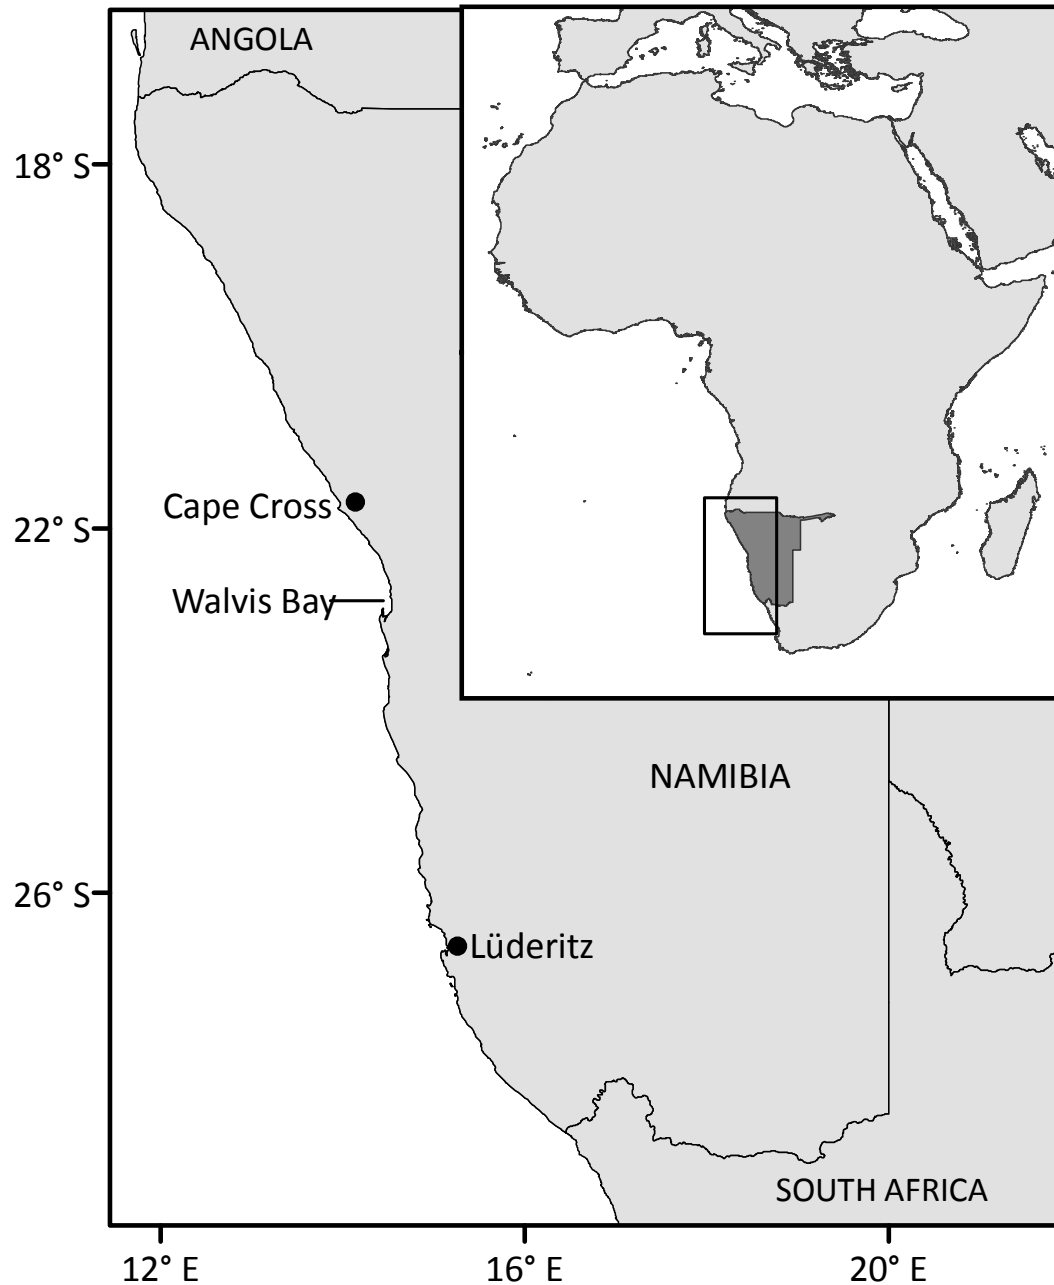 ANGOLA
18° S
Cape Cross
22° S
Walvis Bay
NAMIBIA
26° S
Lüderitz
SOUTH AFRICA
12° E
16° E
20° E